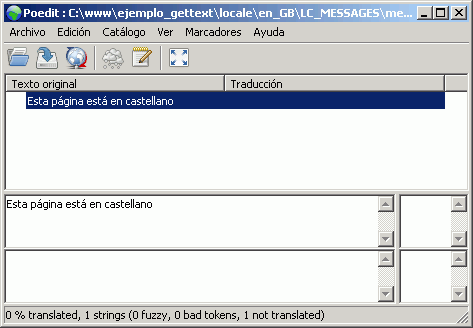 Poedit : C:\www\ejemplo_gettext\locale\en_GB\LC_MESSAGES\me...
Archivo Edición Catálogo Ver Marcadores Ayuda
Texto original Traducción
Esta página está en castellano
Esta página está en castellano
0 % translated, 1 strings (0 fuzzy, 0 bad tokens, 1 not translated)